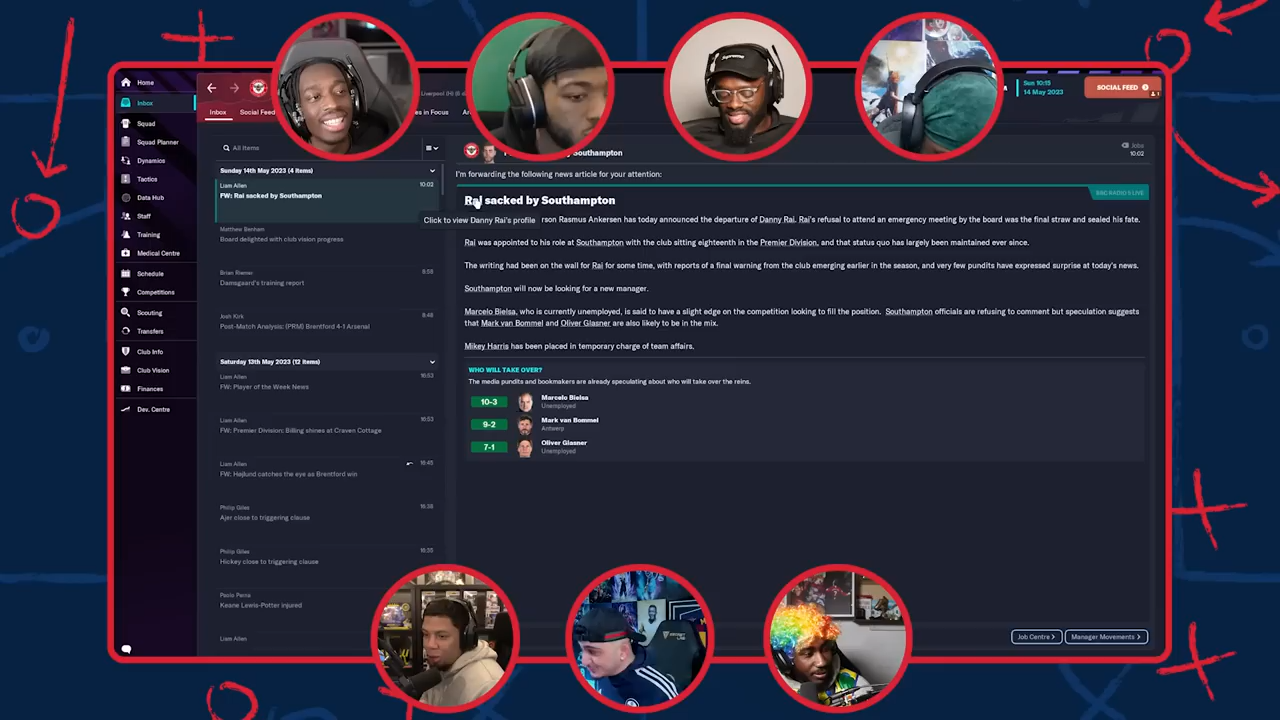 Home
Inbox
Squad
Squad Planner
Dynamics
Tactics
Data Hub
Staff
Training
Medical Centre
Schedule
Competitions
Scouting
Transfers
Club Info
Club Vision
Finances
Dev. Centre
Liverpool (H)
Sun 10:15
14 May 2023
SOCIAL FEED
1
Inbox
Social Feed
es in Focus
All Items
Sunday 14th May 2023 (4 Items)
Liam Allen
10:02
FW: Rai sacked by Southampton
Matthew Benham
Board delighted with club vision progress
Brian Riemer
8:58
Damsgaard's training report
Josh Kirk
8:48
Post-Match Analysis: (PRM) Brentford 4-1 Arsenal
Saturday 13th May 2023 (12 items)
Liam Allen
16:53
FW: Player of the Week News
Liam Allen
16:53
FW: Premier Division: Billing shines at Craven Cottage
Liam Allen
16:45
FW: Højlund catches the eye as Brentford win
Philip Giles
16:38
Ajer close to triggering clause
Philip Giles
16:35
Hickey close to triggering clause
Paolo Perna
Keane Lewis-Potter injured
Liam Allen
Southampton
Jobs
10:02
I'm forwarding the following news article for your attention:
BBC RADIO 5 LIVE
Rai sacked by Southampton
Click to view Danny Rai's profile
rson Rasmus Ankersen has today announced the departure of Danny Rai. Rai's refusal to attend an emergency meeting by the board was the final straw and sealed his fate.
Rai was appointed to his role at Southampton with the club sitting eighteenth in the Premier Division, and that status quo has largely been maintained ever since.
The writing had been on the wall for Rai for some time, with reports of a final warning from the club emerging earlier in the season, and very few pundits have expressed surprise at today's news.
Southampton will now be looking for a new manager.
Marcelo Bielsa, who is currently unemployed, is said to have a slight edge on the competition looking to fill the position. Southampton officials are refusing to comment but speculation suggests
that Mark van Bommel and Oliver Glasner are also likely to be in the mix.
Mikey Harris has been placed in temporary charge of team affairs.
WHO WILL TAKE OVER?
The media pundits and bookmakers are already speculating about who will take over the reins.
10-3
Marcelo Bielsa
Unemployed
9-2
Mark van Bommel
Antwerp
7-1
Oliver Glasner
Unemployed
Job Centre >
Manager Movements >